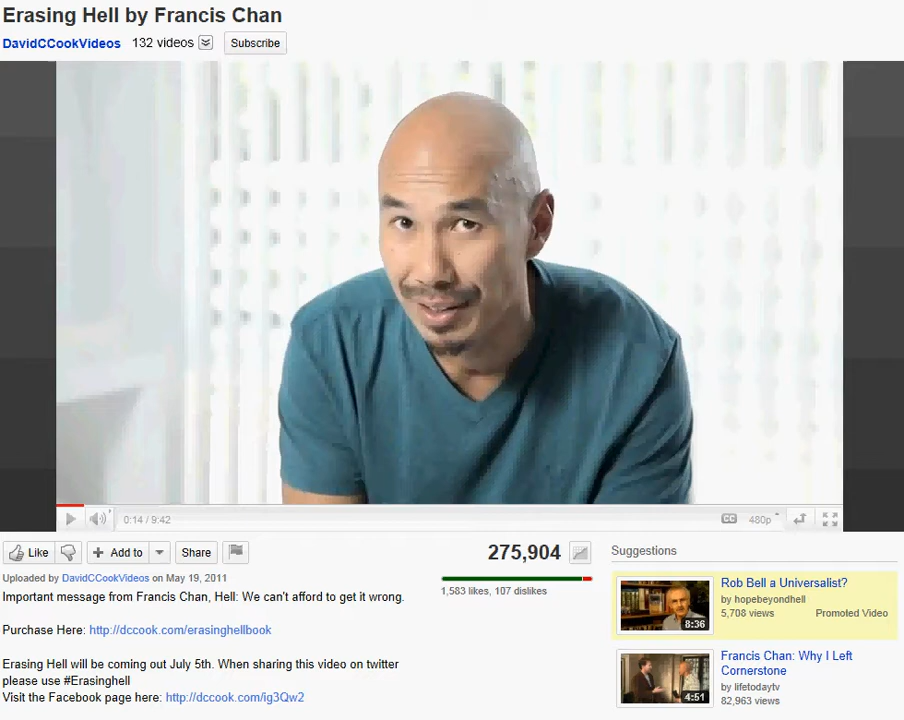 Erasing Hell by Francis Chan
DavidCCookVideos 132 videos Subscribe
0:14 / 9:42 CC 480p
Like Add to Share 275,904
Uploaded by DavidCCookVideos on May 19, 2011
Important message from Francis Chan, Hell: We can't afford to get it wrong.
1,583 likes, 107 dislikes
Purchase Here: http://dccook.com/erasinghellbook
Erasing Hell will be coming out July 5th. When sharing this video on twitter
please use #Erasinghell
Visit the Facebook page here: http://dccook.com/ig3Qw2
Suggestions
Rob Bell a Universalist?
by hopebeyondhell
5,708 views Promoted Video
8:36
Francis Chan: Why I Left
Cornerstone
by lifetodaytv
82,963 views
4:51